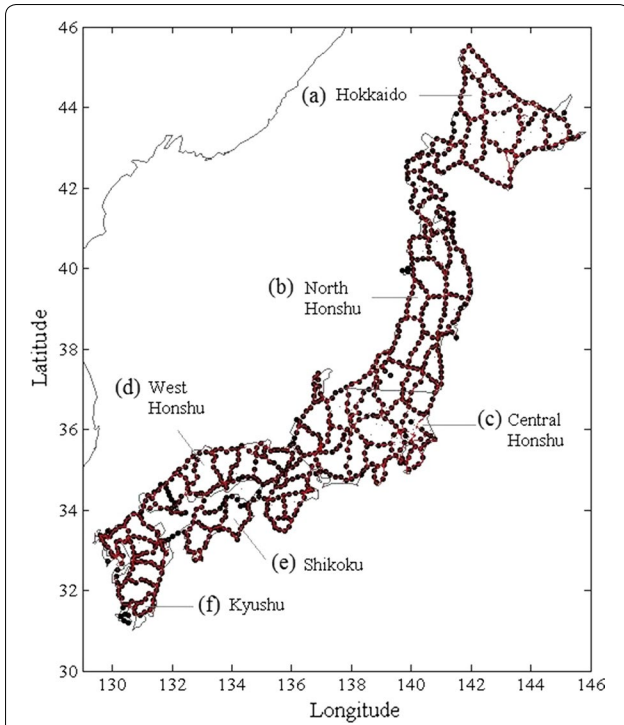 46
44
42
40
38
36
34
32
30
Latitude
(a) Hokkaido
(b) North
Honshu
(c) Central
Honshu
(d) West
Honshu
(e) Shikoku
(f) Kyushu
130 132 134 136 138 140 142 144 146
Longitude